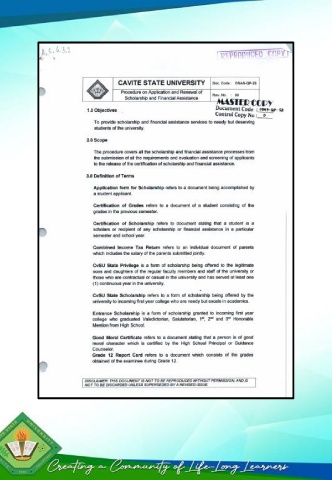 REPRODUCED COPY
CAVITE STATE UNIVERSITY
Procedure on Application and Renewal of
Scholarship and Financial Assistance
Doc. Code
Rev. No. 00
MASTER COPY
Document Code :
Control Copy No : 0
1.0 Objectives
To provide scholarship and financial assistance services to needy but deserving
students of the university.
2.0 Scope
The procedure covers all the scholarship and financial assistance processes from
the submission of all the requirements and evaluation and screening of applicants
to the release of the certification of scholarship and financial assistance.
3.0 Definition of Terms
Application form for Scholarship refers to a document being accomplished by
a student applicant.
Certification of Grades refers to a document of a student consisting of the
grades in the previous semester.
Certification of Scholarship refers to document stating that a student is a
scholars or recipient of any scholarship or financial assistance in a particular
semester and school year.
Combined Income Tax Return refers to an individual document of parents
which includes the salary of the parents submitted jointly.
CvSU State Privilege is a form of scholarship being offered to the legitimate
sons and daughters of the regular faculty members and staff of the university or
those who are contractual or casual in the university and has served at least one
(1) continuous year in the university.
CvSU State Scholarship refers to a form of scholarship being offered by the
university to incoming first year college who are needy but excels in academics.
Entrance Scholarship is a form of scholarship granted to incoming first year
college who graduated Valedictorian, Salutatorian, 1st, 2nd and 3rd Honorable
Mention from High School.
Good Moral Certificate refers to a document stating that a person is of good
moral character which is certified by the High School Principal or Guidance
Counselor.
Grade 12 Report Card refers to a document which consists of the grades
obtained of the examinee during Grade 12.
DISCLAIMER: THIS DOCUMENT IS NOT TO BE REPRODUCED WITHOUT PERMISSION, AND IS
NOT TO BE DISCARDED UNLESS SUPERSEDED BY A REVISED ISSUE
Creating a Community of Life-Long Learners